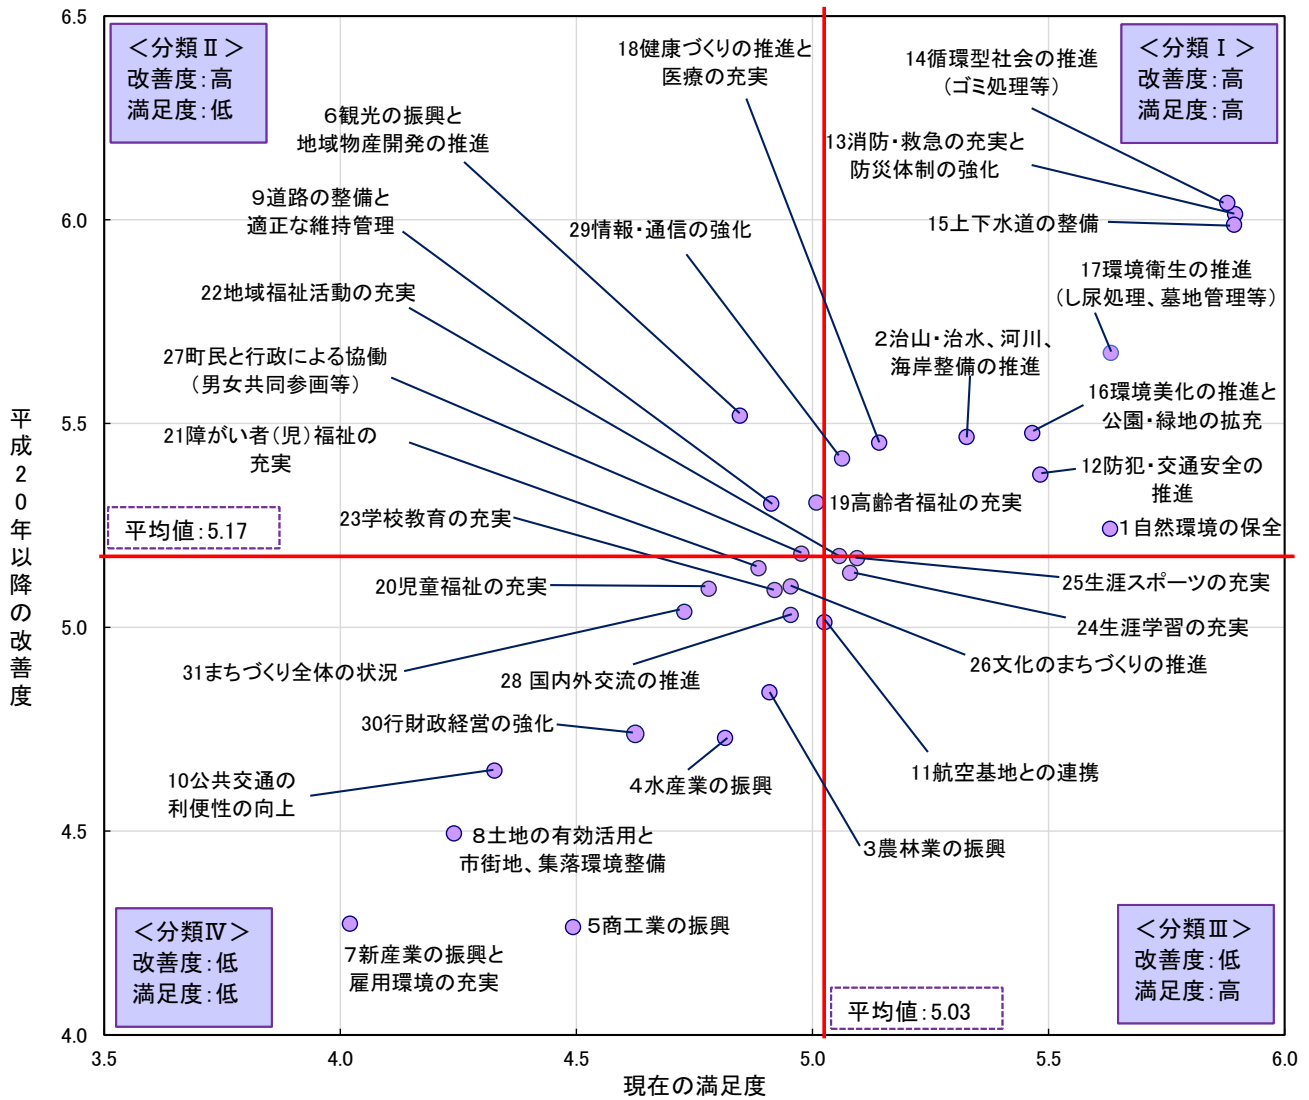 6.5
6.0
5.5
5.0
4.5
4.0
3.5
4.0
4.5
5.0
5.5
6.0
平成20年以降の改善度
現在の満足度
＜分類Ⅱ＞
改善度：高
満足度：低
＜分類Ⅰ＞
改善度：高
満足度：高
18健康づくりの推進と
医療の充実
14循環型社会の推進
（ゴミ処理等）
6観光の振興と
地域物産開発の推進
13消防・救急の充実と
防災体制の強化
9道路の整備と
適正な維持管理
29情報・通信の強化
15上下水道の整備
17環境衛生の推進
（し尿処理、墓地管理等）
22地域福祉活動の充実
2治山・治水、河川、
海岸整備の推進
27町民と行政による協働
（男女共同参画等）
16環境美化の推進と
公園・緑地の拡充
21障がい者（児）福祉の
充実
12防犯・交通安全の
推進
19高齢者福祉の充実
23学校教育の充実
1自然環境の保全
平均値：5.17
20児童福祉の充実
25生涯スポーツの充実
24生涯学習の充実
31まちづくり全体の状況
28 国内外交流の推進
26文化のまちづくりの推進
30行財政経営の強化
10公共交通の
利便性の向上
4水産業の振興
11航空基地との連携
8土地の有効活用と
市街地、集落環境整備
3農林業の振興
5商工業の振興
7新産業の振興と
雇用環境の充実
＜分類Ⅳ＞
改善度：低
満足度：低
＜分類Ⅲ＞
改善度：低
満足度：高
平均値：5.03